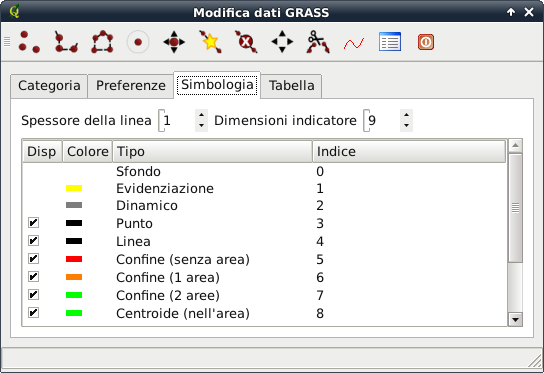 Modifica dati GRASS
Categoria Preferenze Simbologia Tabella
Spessore della linea 1 Dimensioni indicatore 9
Disp Colore Tipo Indice
Sfondo 0
Evidenziazione 1
Dinamico 2
Punto 3
Linea 4
Confine (senza area) 5
Confine (1 area) 6
Confine (2 aree) 7
Centroide (nell'area) 8